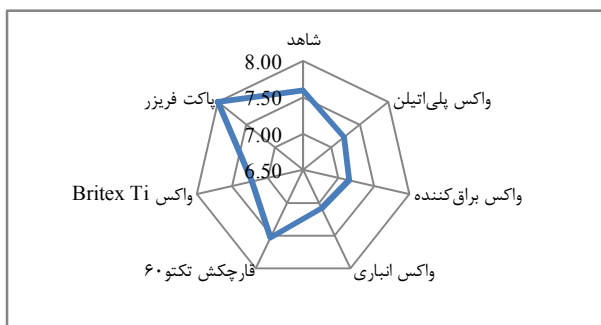 شاهد
8.00
7.50
7.00
6.50
واکس پلی‌اتیلن
واکس براق‌کننده
واکس انباری
قارچکش تکتو۶۰
واکس Britex Ti
پاکت فریزر